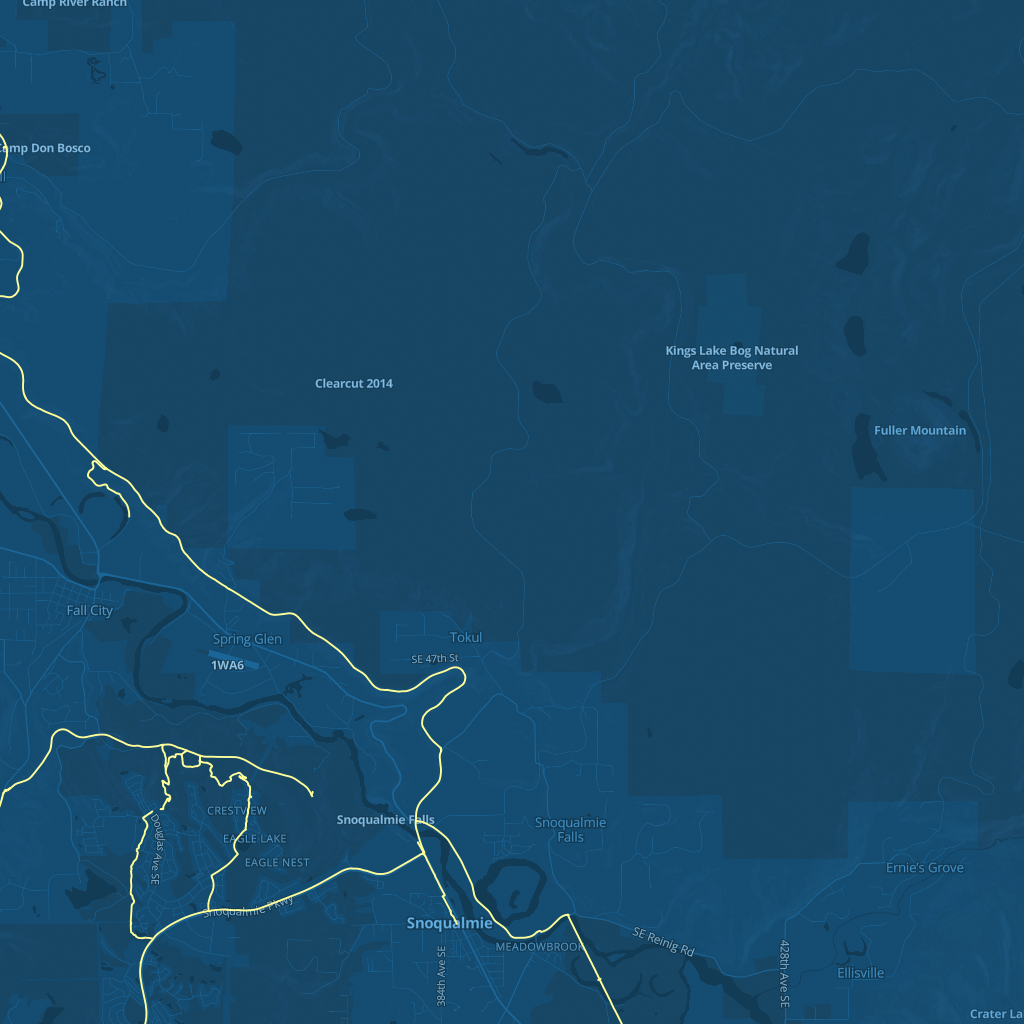 Camp River Ranch
Camp Don Bosco
Kings Lake Bog Natural
Area Preserve
Clearcut 2014
Fuller Mountain
Fall City
Spring Glen
Tokul
SE 47th St
1WA6
CRESTVIEW
Snoqualmie Falls
Snoqualmie
Falls
Douglas Ave SE
EAGLE LAKE
EAGLE NEST
Ernie's Grove
Snoqualmie Pkwy
Snoqualmie
MEADOWBROOK
SE Reinig Rd
384th Ave SE
428th Ave SE
Ellisville
Crater La